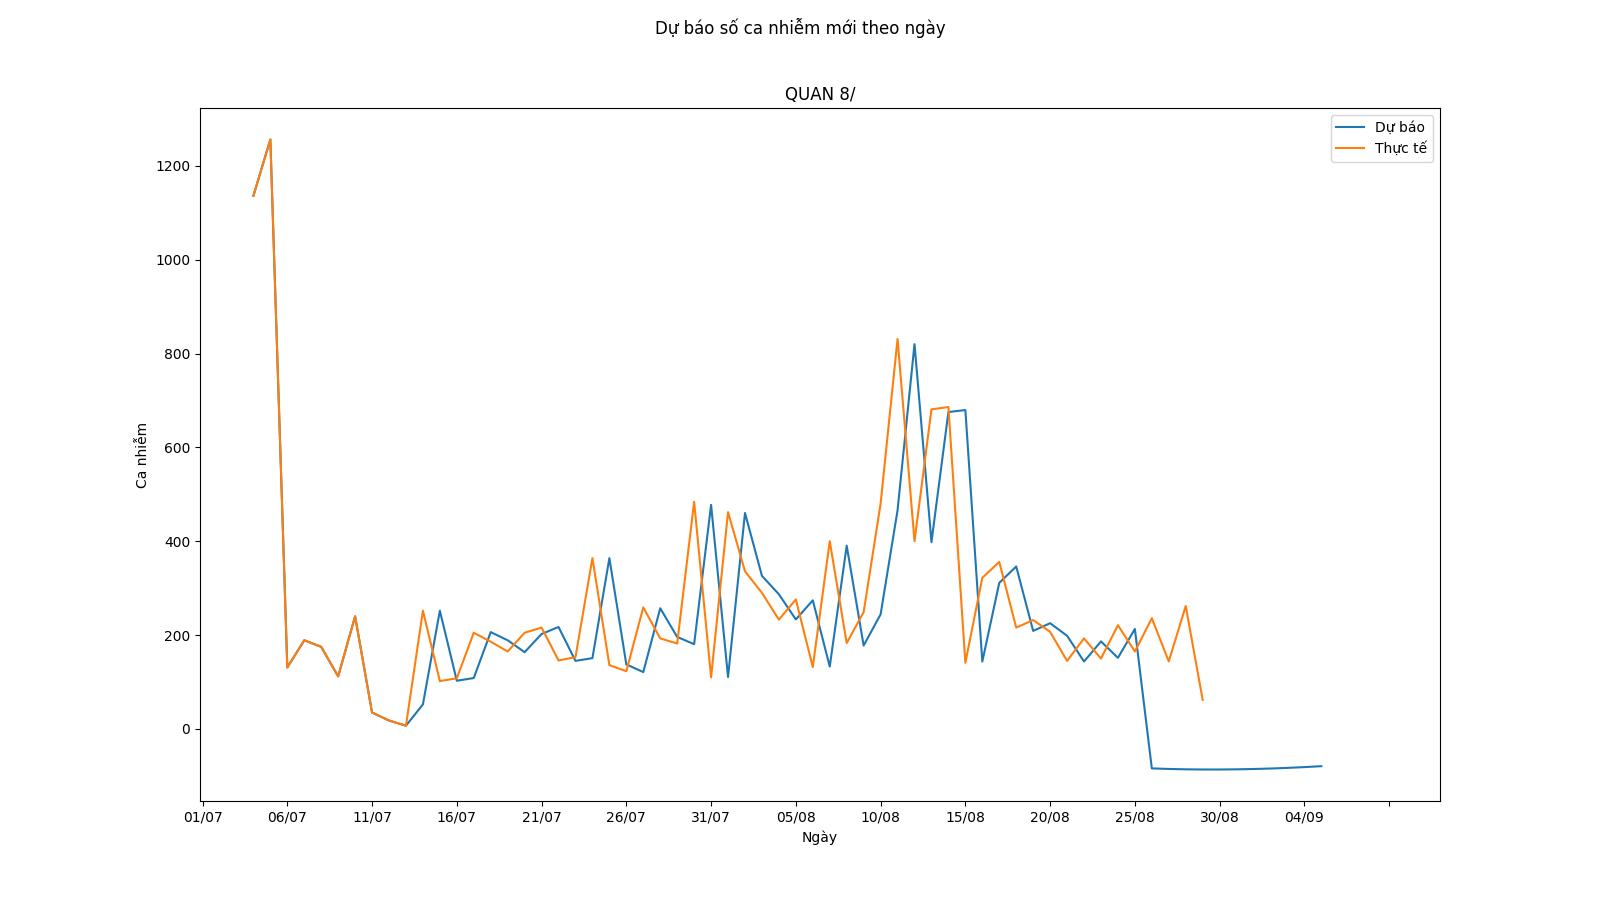 Dự báo số ca nhiễm mới theo ngày
QUAN 8/
Dự báo
Thực tế
1200
1000
800
600
400
200
0
Ca nhiễm
01/07 06/07 11/07 16/07 21/07 26/07 31/07 05/08 10/08 15/08 20/08 25/08 30/08 04/09
Ngày